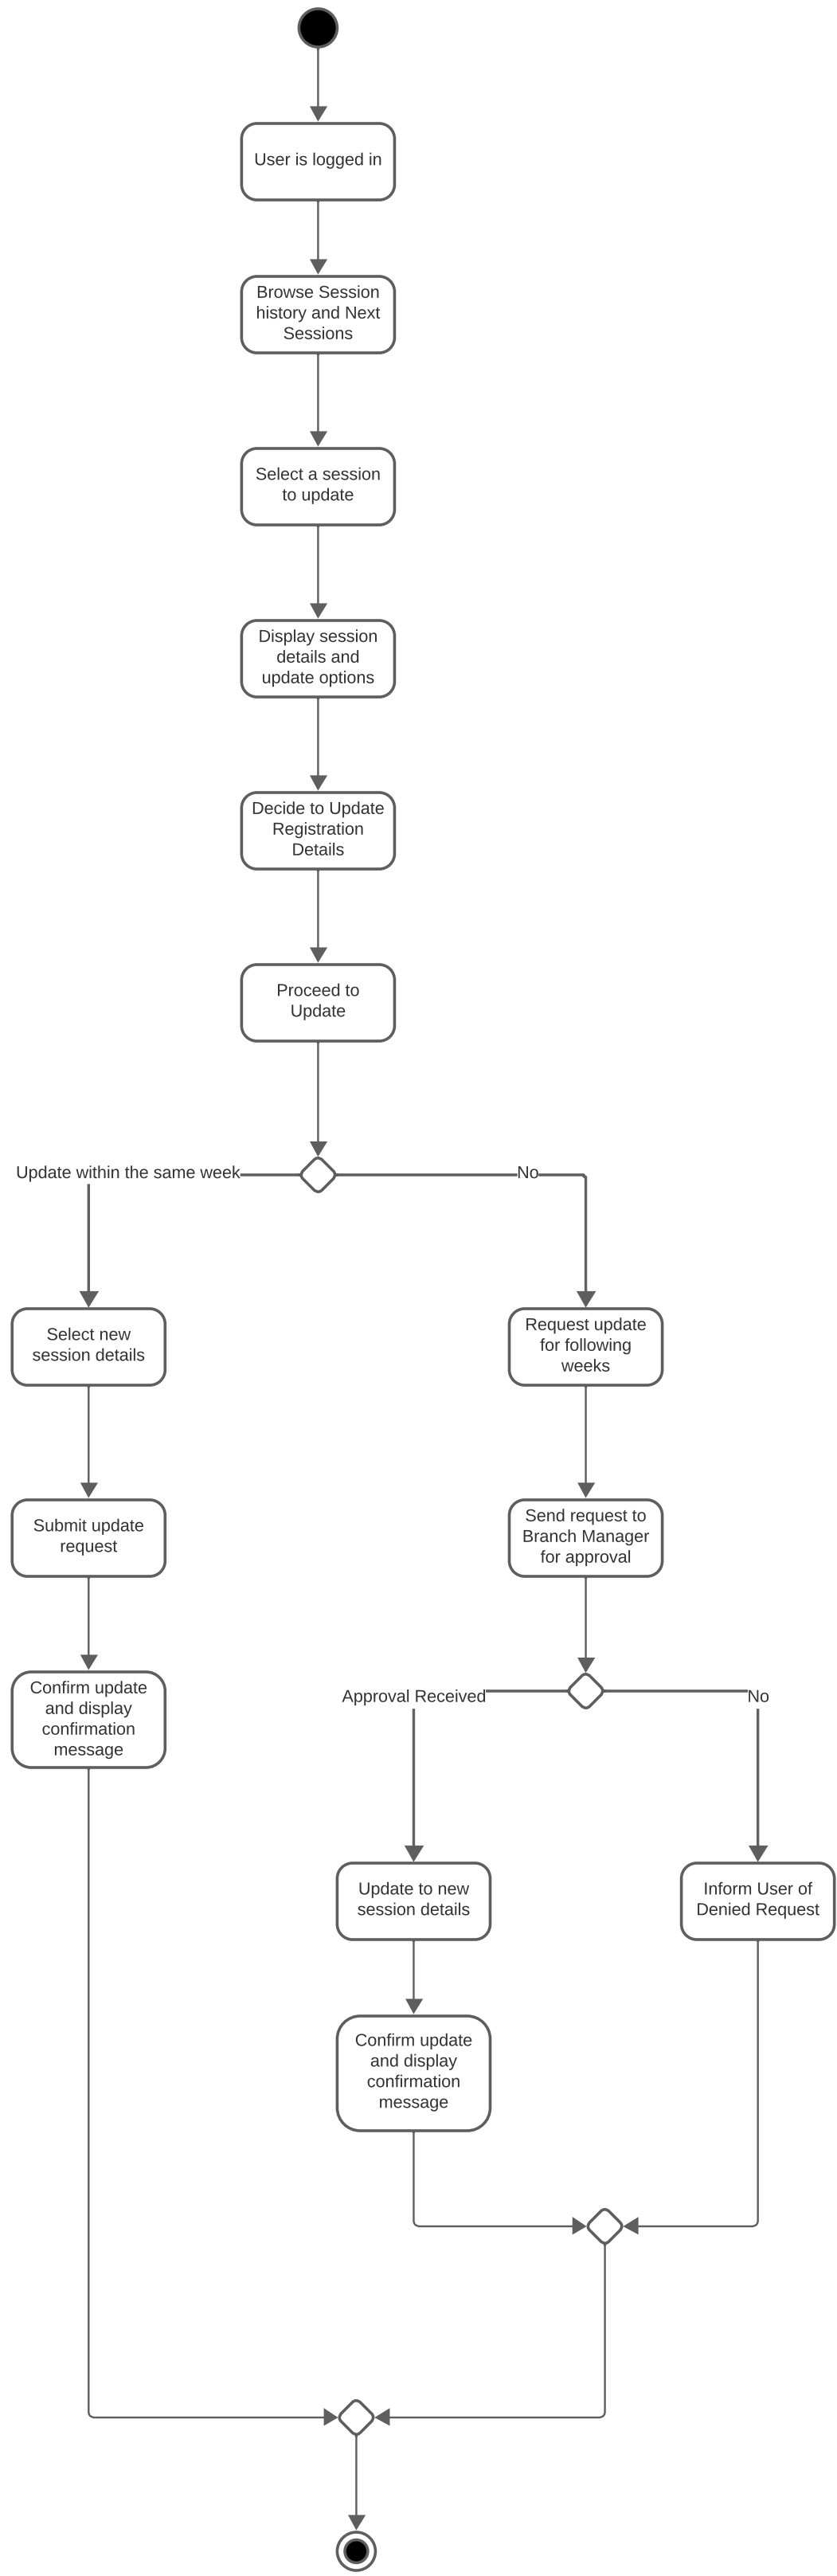 User is logged in
Browse Session
history and Next
Sessions
Select a session
to update
Display session
details and
update options
Decide to Update
Registration
Details
Proceed to
Update
Update within the same week
No
Select new
session details
Request update
for following
weeks
Submit update
request
Send request to
Branch Manager
for approval
Confirm update
and display
confirmation
message
Approval Received
No
Update to new
session details
Inform User of
Denied Request
Confirm update
and display
confirmation
message